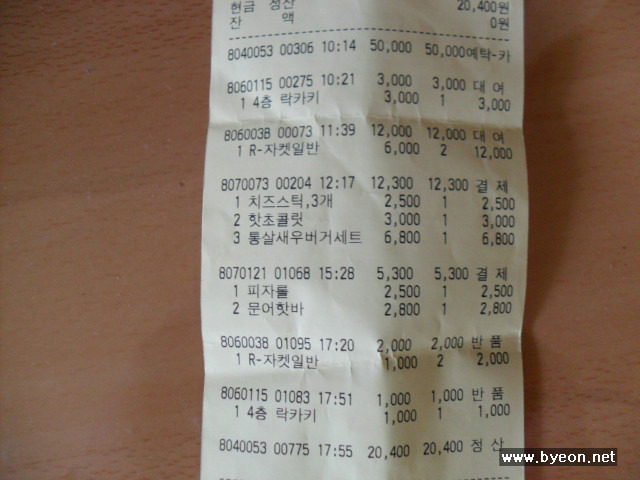 현금 정산 20,400원
잔 액 0원
8040053 00306 10:14 50,000 50,000예탁-카
8060115 00275 10:21 3,000 3,000 대 여
1 4층 락카키 3,000 1 3,000
8060038 00073 11:39 12,000 12,000 대 여
1 R-자켓일반 6,000 2 12,000
8070073 00204 12:17 12,300 12,300 결 제
1 치즈스틱,3개 2,500 1 2,500
2 핫초콜릿 3,000 1 3,000
3 통살새우버거세트 6,800 1 6,800
8070121 01068 15:28 5,300 5,300 결 제
1 피자롤 2,500 1 2,500
2 문어핫바 2,800 1 2,800
8060038 01095 17:20 2,000 2,000 반 품
1 R-자켓일반 1,000 2 2,000
8060115 01083 17:51 1,000 1,000 반 품
1 4층 락카키 1,000 1 1,000
8040053 00775 17:55 20,400 20,400 정 산
www.byeon.net